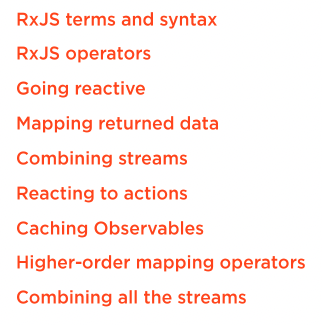 RxJS terms and syntax
RxJS operators
Going reactive
Mapping returned data
Combining streams
Reacting to actions
Caching Observables
Higher-order mapping operators
Combining all the streams